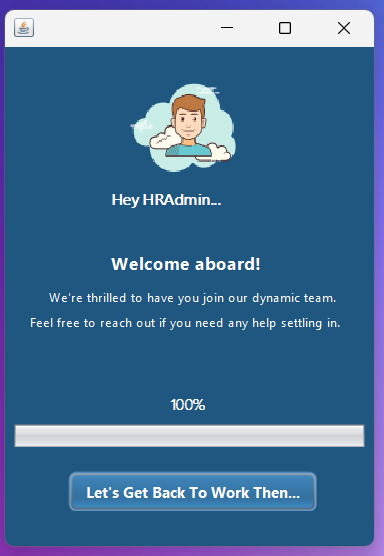 Hey HRAdmin...
Welcome aboard!
We're thrilled to have you join our dynamic team.
Feel free to reach out if you need any help settling in.
100%
Let's Get Back To Work Then...